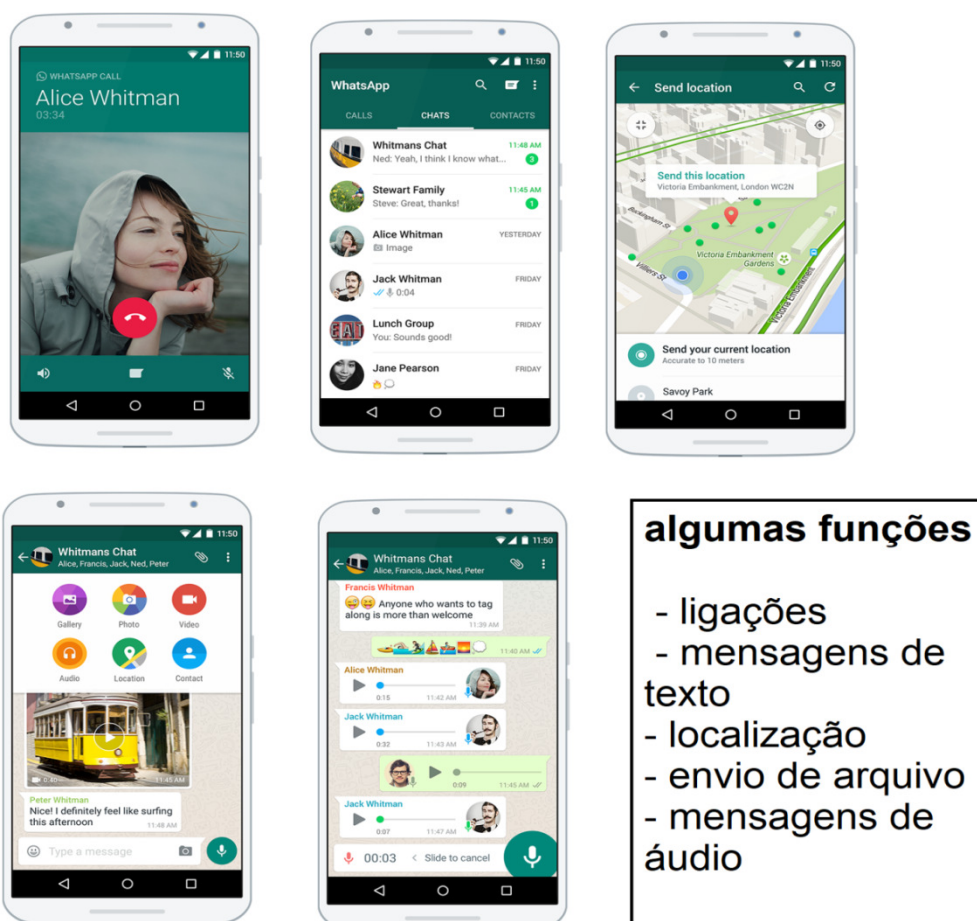 11:50
WHATSAPP CALL
Alice Whitman
03:34
11:50
WhatsApp
CALLS CHATS CONTACTS
Whitmans Chat 11:48 AM
Ned: Yeah, I think I know what... 3
Stewart Family 11:45 AM
Steve: Great, thanks! 1
Alice Whitman YESTERDAY
Image
Jack Whitman FRIDAY
0:04
Lunch Group FRIDAY
You: Sounds good!
Jane Pearson FRIDAY
11:50
Send location
Send this location
Victoria Embankment, London WC2N
Buckingham St
Victoria Embankment
Gardens
Villiers St
Send your current location
Accurate to 10 meters
Savoy Park
11:50
Whitmans Chat
Alice, Francis, Jack, Ned, Peter
Gallery Photo Video
Audio Location Contact
0:40 11:45 AM
Peter Whitman
Nice! I definitely feel like surfing
this afternoon
11:48 AM
Type a message
11:50
Whitmans Chat
Alice, Francis, Jack, Ned, Peter
Francis Whitman
Anyone who wants to tag
along is more than welcome
11:39 AM
11:40 AM
Alice Whitman
0:15 11:42 AM
Jack Whitman
0:32 11:43 AM
0:09 11:45 AM
Jack Whitman
0:07 11:47 AM
00:03 < Slide to cancel
algumas funções
- ligações
- mensagens de
texto
- localização
- envio de arquivo
- mensagens de
áudio